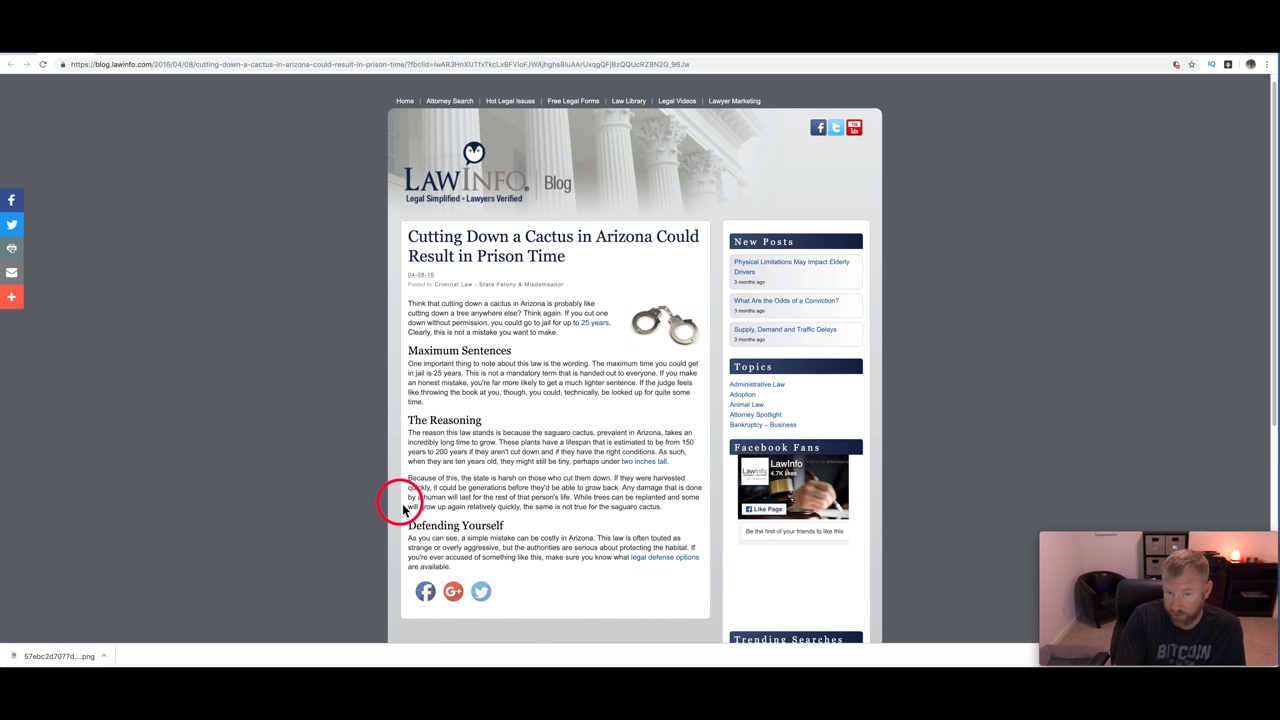 https://blog.lawinfo.com/2016/04/08/cutting-down-a-cactus-in-arizona-could-result-in-prison-time/?fbclid=IwAR3HnXUTfxTkcLxBFVloFJWAjhghs8IuAArUxqgQFjBzQQUcRZ8N2G_96Jw
Home | Attorney Search | Hot Legal Issues | Free Legal Forms | Law Library | Legal Videos | Lawyer Marketing
LAWINFO® Blog
Legal Simplified • Lawyers Verified
Cutting Down a Cactus in Arizona Could
Result in Prison Time
04-08-16
Posted In: Criminal Law - State Felony & Misdemeanor
Think that cutting down a cactus in Arizona is probably like
cutting down a tree anywhere else? Think again. If you cut one
down without permission, you could go to jail for up to 25 years.
Clearly, this is not a mistake you want to make.
Maximum Sentences
One important thing to note about this law is the wording. The maximum time you could get
in jail is 25 years. This is not a mandatory term that is handed out to everyone. If you make
an honest mistake, you're far more likely to get a much lighter sentence. If the judge feels
like throwing the book at you, though, you could, technically, be locked up for quite some
time.
The Reasoning
The reason this law stands is because the saguaro cactus, prevalent in Arizona, takes an
incredibly long time to grow. These plants have a lifespan that is estimated to be from 150
years to 200 years if they aren't cut down and if they have the right conditions. As such,
when they are ten years old, they might still be tiny, perhaps under two inches tall.
Because of this, the state is harsh on those who cut them down. If they were harvested
quickly, it could be generations before they'd be able to grow back. Any damage that is done
by a human will last for the rest of that person's life. While trees can be replanted and some
will grow up again relatively quickly, the same is not true for the saguaro cactus.
Defending Yourself
As you can see, a simple mistake can be costly in Arizona. This law is often touted as
strange or overly aggressive, but the authorities are serious about protecting the habitat. If
you're ever accused of something like this, make sure you know what legal defense options
are available.
New Posts
Physical Limitations May Impact Elderly
Drivers
3 months ago
What Are the Odds of a Conviction?
3 months ago
Supply, Demand and Traffic Delays
3 months ago
Topics
Administrative Law
Adoption
Animal Law
Attorney Spotlight
Bankruptcy – Business
Facebook Fans
LawInfo
4.7K likes
Like Page
Be the first of your friends to like this
Trending Searches
57ebc2d7077d....png
BITCOIN